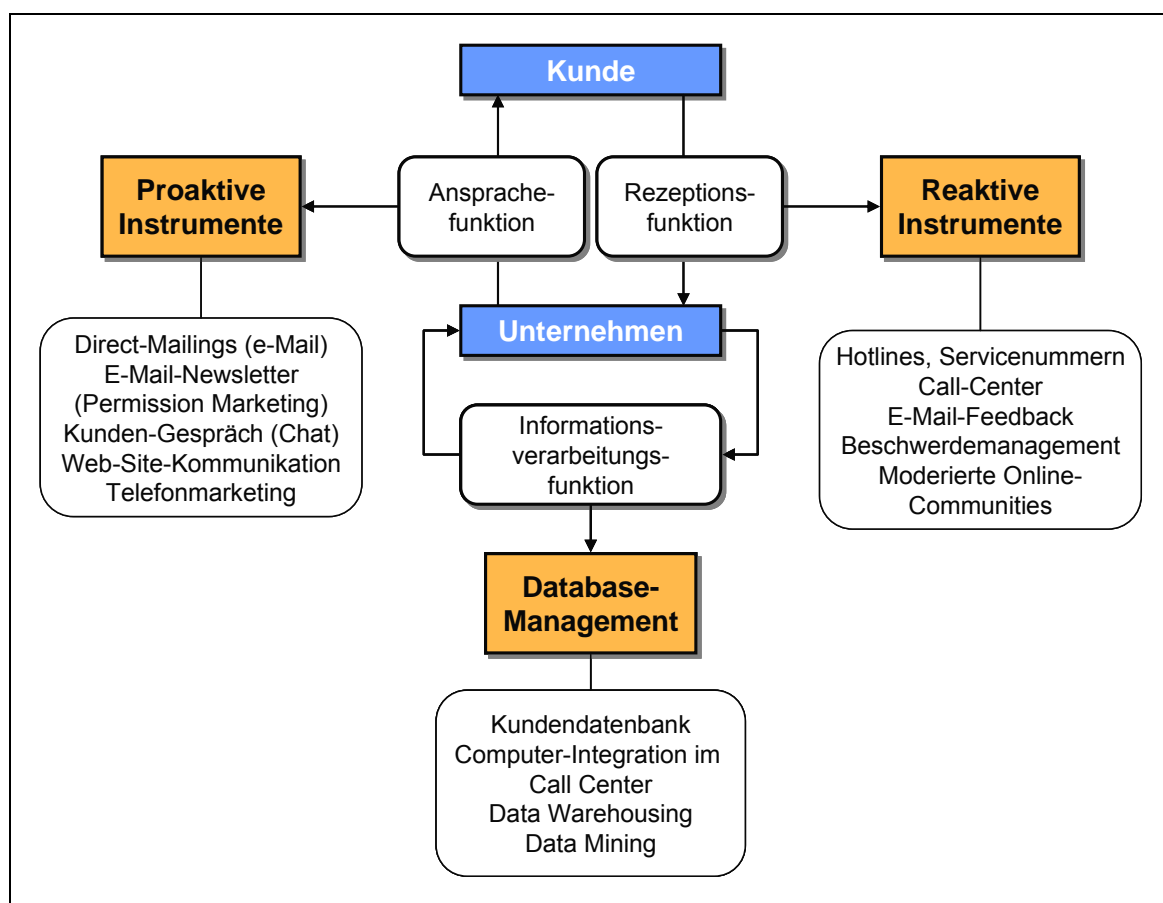 Kunde
Proaktive
Instrumente
Ansprache-
funktion
Rezeptions-
funktion
Reaktive
Instrumente
Unternehmen
Direct-Mailings (e-Mail)
E-Mail-Newsletter
(Permission Marketing)
Kunden-Gespräch (Chat)
Web-Site-Kommunikation
Telefonmarketing
Informations-
verarbeitungs-
funktion
Hotlines, Servicenummern
Call-Center
E-Mail-Feedback
Beschwerdemanagement
Moderierte Online-
Communities
Database-
Management
Kundendatenbank
Computer-Integration im
Call Center
Data Warehousing
Data Mining